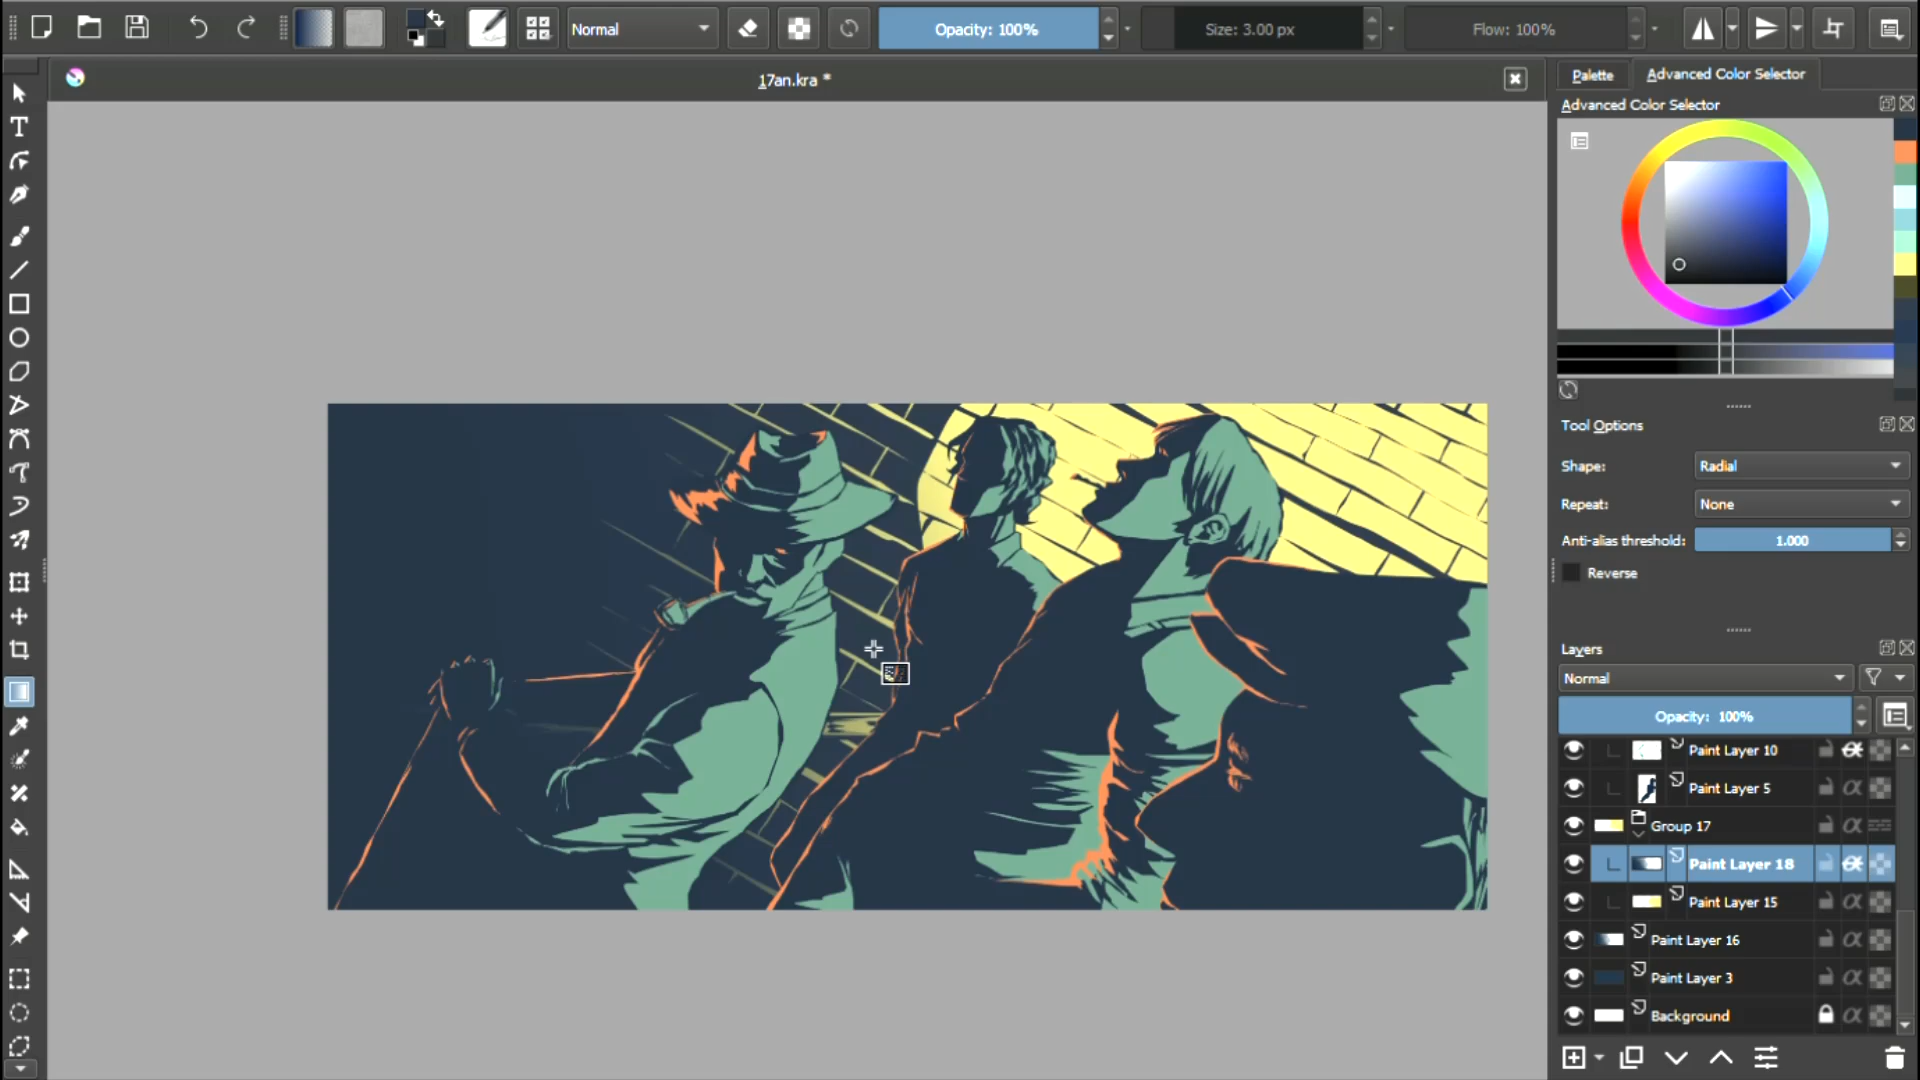 Normal
Opacity: 100%
Size: 3.00 px
Flow: 100%
17an.kra *
Palette
Advanced Color Selector
Advanced Color Selector
Tool Options
Shape:
Radial
Repeat:
None
Anti-alias threshold:
1.000
Reverse
Layers
Normal
Opacity: 100%
Paint Layer 10
Paint Layer 5
Group 17
Paint Layer 18
Paint Layer 15
Paint Layer 16
Paint Layer 3
Background